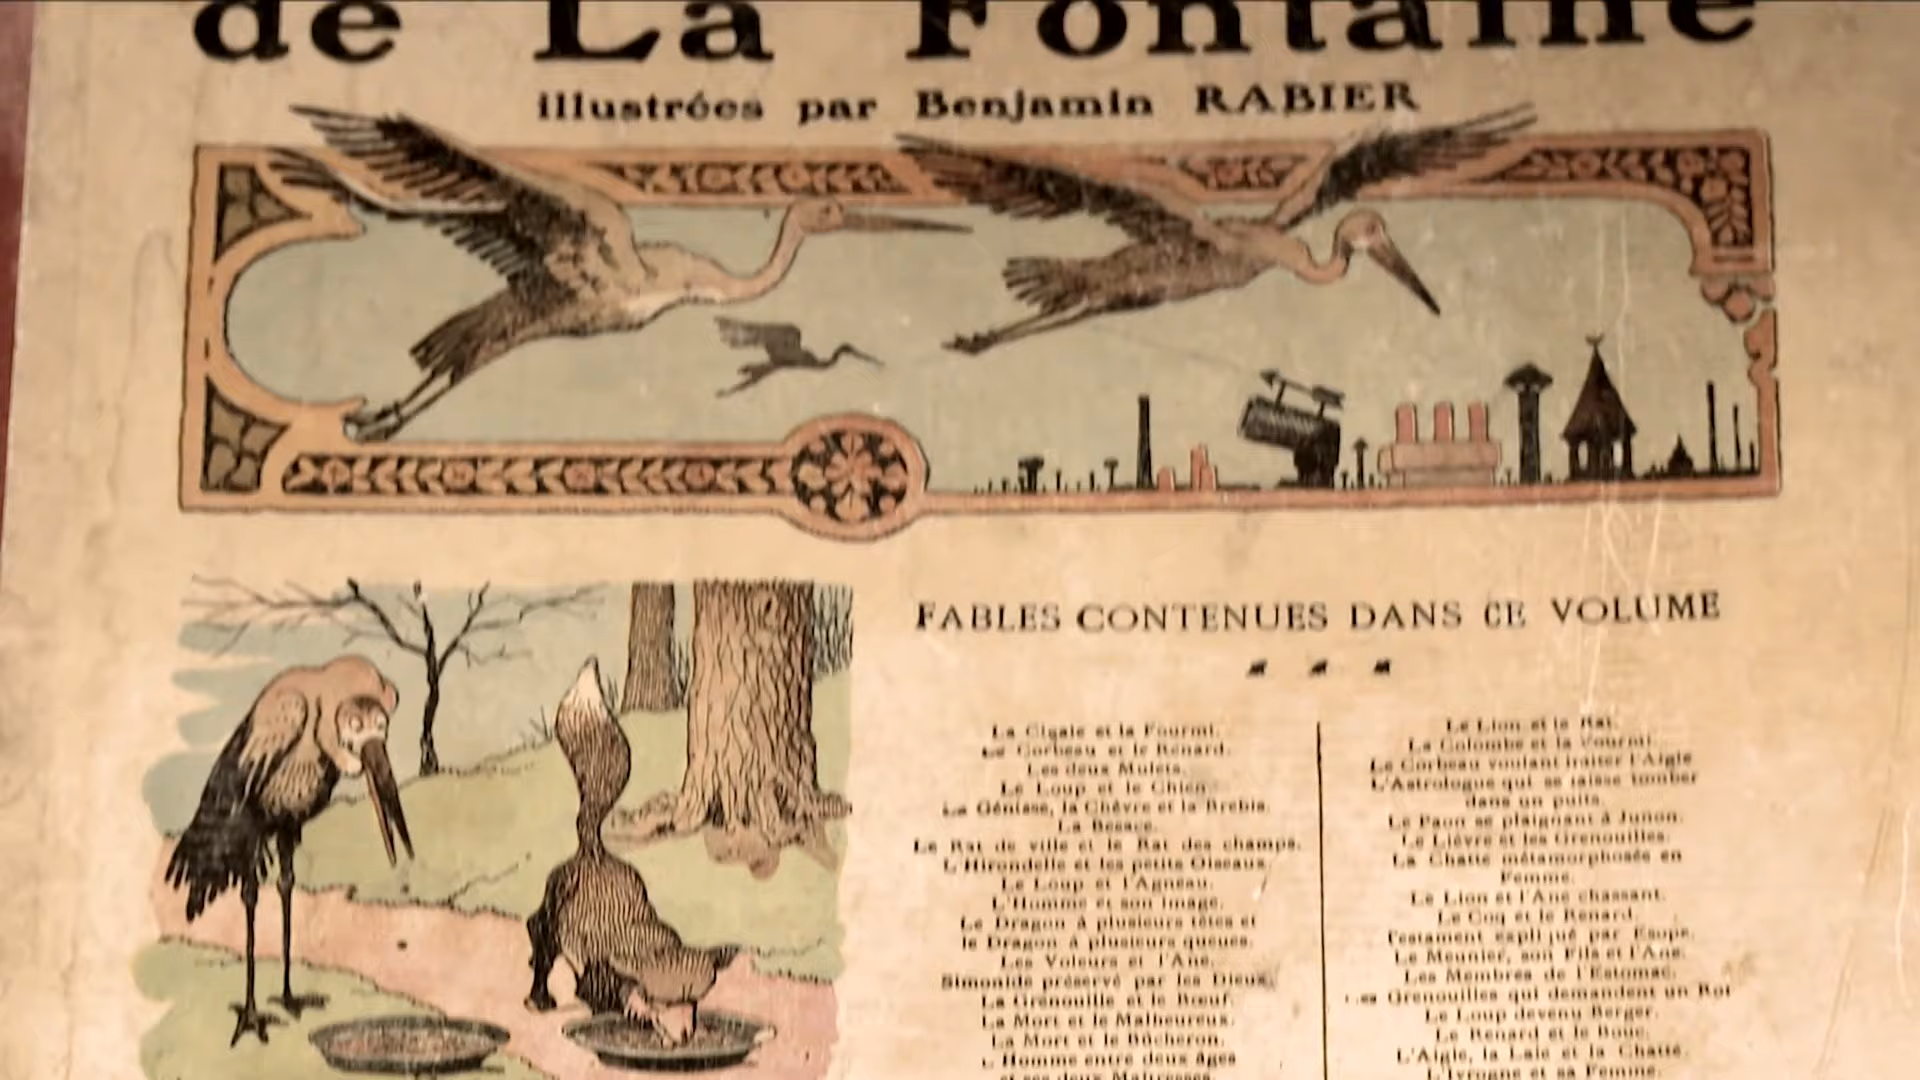 de La Fontaine
illustrées par Benjamin RABIER
FABLES CONTENUES DANS CE VOLUME
La Cigale et la Fourmi.
Le Corbeau et le Renard.
Les deux Mulets.
Le Loup et le Chien
La Génisse, la Chèvre et la Brebis.
La Besace.
Le Rat de ville et le Rat des champs.
L'Hirondelle et les petits Oiseaux.
Le Loup et l'Agneau.
L'Homme et son Image.
Le Dragon à plusieurs têtes et
le Dragon à plusieurs queues.
Les Voleurs et l'Ane.
Simonide préservé par les Dieux.
La Grenouille et le Bœuf.
La Mort et le Malheureux.
La Mort et le Bûcheron.
L'Homme entre deux âges
et ses deux Maîtresses.
Le Lion et le Rat.
La Colombe et la Fourmi.
Le Corbeau voulant imiter l'Aigle
L'Astrologue qui se laisse tomber
dans un puits.
Le Paon se plaignant à Junon.
Le Lièvre et les Grenouilles.
La Chatte métamorphosée en
Femme.
Le Lion et l'Ane chassant.
Le Coq et le Renard.
Testament expliqué par Esope.
Le Meunier, son Fils et l'Ane.
Les Membres de l'Estomac.
Les Grenouilles qui demandent un Roi
Le Loup devenu Berger.
Le Renard et le Bouc.
L'Aigle, la Laie et la Chatte.
L'Ivrogne et sa Femme.